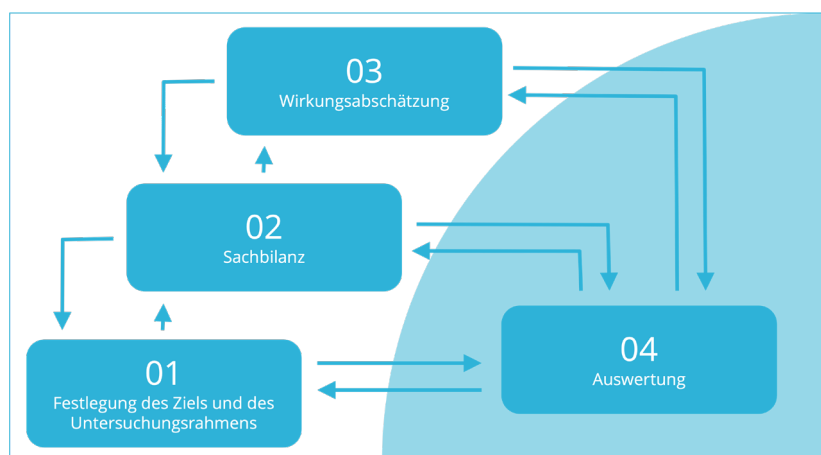 03
Wirkungsabschätzung
02
Sachbilanz
01
Festlegung des Ziels und des
Untersuchungsrahmens
04
Auswertung